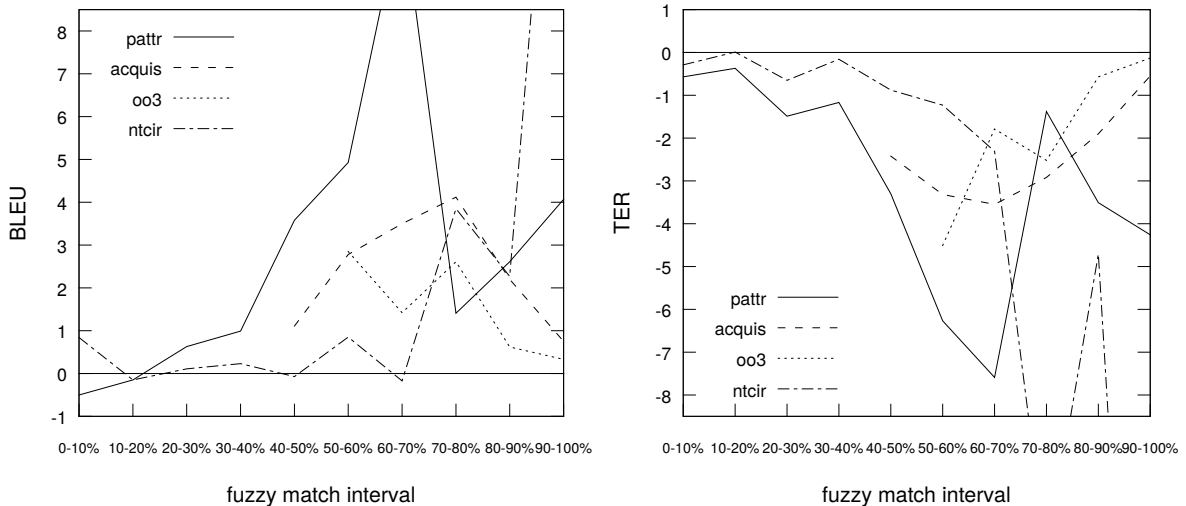 8
7
6
5
4
3
2
1
0
-1
BLEU
pattr
acquis
oo3
ntcir
0-10% 10-20% 20-30% 30-40% 40-50% 50-60% 60-70% 70-80% 80-90% 90-100%
fuzzy match interval
1
0
-1
-2
-3
-4
-5
-6
-7
-8
TER
pattr
acquis
oo3
ntcir
0-10% 10-20% 20-30% 30-40% 40-50% 50-60% 60-70% 70-80% 80-90% 90-100%
fuzzy match interval